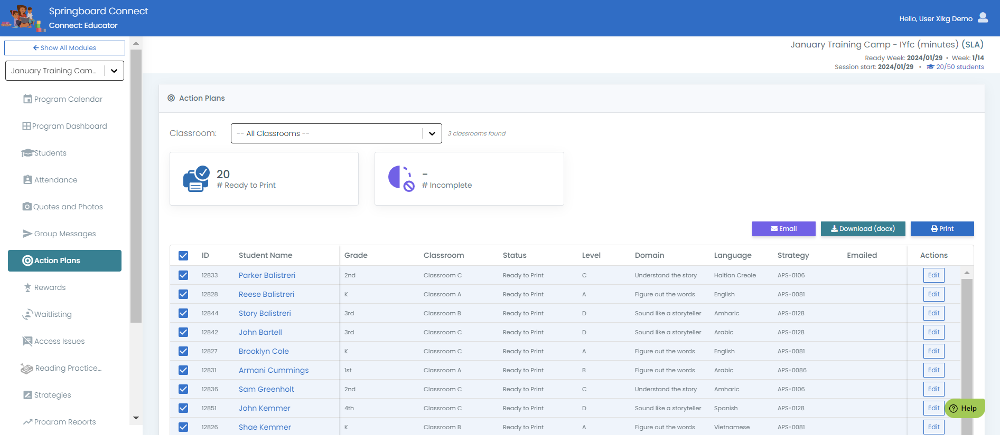 Springboard Connect
Connect: Educator
Hello, User XIkg Demo
Show All Modules
January Training Cam...
Program Calendar
Program Dashboard
Students
Attendance
Quotes and Photos
Group Messages
Action Plans
Rewards
Waitlisting
Access Issues
Reading Practice...
Strategies
Program Reports
January Training Camp - IYfc (minutes) (SLA)
Ready Week: 2024/01/29 • Week: 1/14
Session start: 2024/01/29 • 20/50 students
Action Plans
Classroom: -- All Classrooms -- 3 classrooms found
20
# Ready to Print
-
# Incomplete
Email Download (docx) Print
ID Student Name Grade Classroom Status Level Domain Language Strategy Emailed Actions
12833 Parker Balistreri 2nd Classroom C Ready to Print C Understand the story Haitian Creole APS-0106 Edit
12828 Reese Balistreri K Classroom A Ready to Print A Figure out the words English APS-0081 Edit
12844 Story Balistreri 3rd Classroom B Ready to Print D Sound like a storyteller Amharic APS-0128 Edit
12842 John Bartell 3rd Classroom C Ready to Print D Sound like a storyteller Arabic APS-0128 Edit
12827 Brooklyn Cole K Classroom C Ready to Print A Figure out the words English APS-0081 Edit
12831 Armani Cummings 1st Classroom A Ready to Print B Figure out the words Arabic APS-0086 Edit
12836 Sam Greenholt 2nd Classroom C Ready to Print C Understand the story Amharic APS-0106 Edit
12851 John Kemmer 4th Classroom C Ready to Print D Sound like a storyteller Spanish APS-0128 Edit
12826 Shae Kemmer K Classroom B Ready to Print A Figure out the words Vietnamese APS-0081 Edit
Help